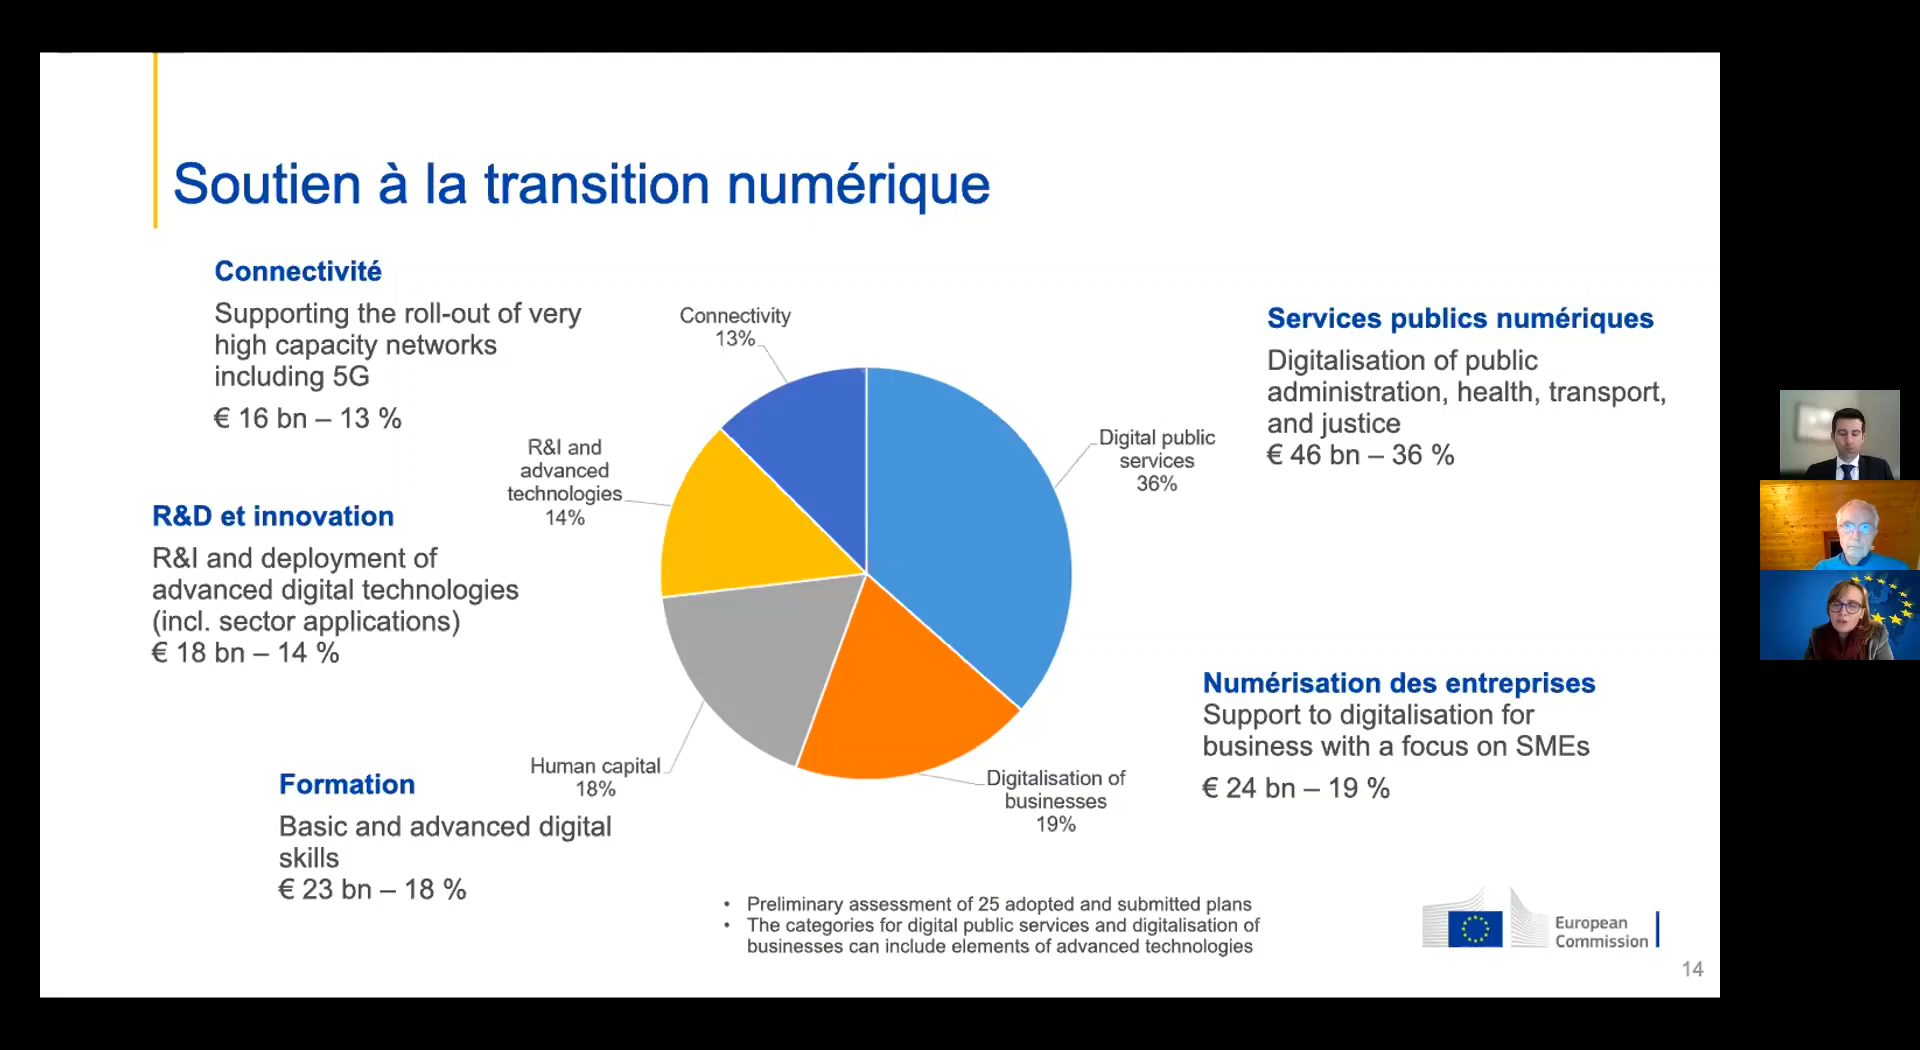 Soutien à la transition numérique
Connectivité
Supporting the roll-out of very
high capacity networks
including 5G
€ 16 bn – 13 %
R&D et innovation
R&I and deployment of
advanced digital technologies
(incl. sector applications)
€ 18 bn – 14 %
Formation
Basic and advanced digital
skills
€ 23 bn – 18 %
Connectivity
13%
R&I and
advanced
technologies
14%
Human capital
18%
Digital public
services
36%
Digitalisation of
businesses
19%
Services publics numériques
Digitalisation of public
administration, health, transport,
and justice
€ 46 bn – 36 %
Numérisation des entreprises
Support to digitalisation for
business with a focus on SMEs
€ 24 bn – 19 %
• Preliminary assessment of 25 adopted and submitted plans
• The categories for digital public services and digitalisation of
businesses can include elements of advanced technologies
European
Commission
14